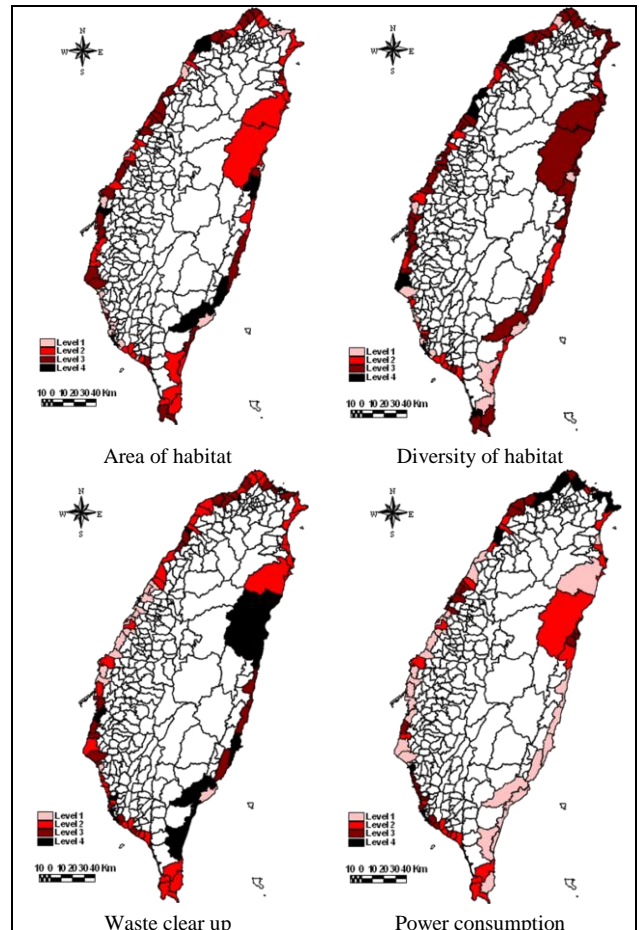 N
W E
S
N
W E
S
Level 1
Level 2
Level 3
Level 4
10 0 10 20 30 40 Km
Level 1
Level 2
Level 3
Level 4
10 0 10 20 30 40 Km
Area of habitat
Diversity of habitat
N
W E
S
N
W E
S
Level 1
Level 2
Level 3
Level 4
10 0 10 20 30 40 Km
Level 1
Level 2
Level 3
Level 4
10 0 10 20 30 40 Km
Waste clear up
Power consumption